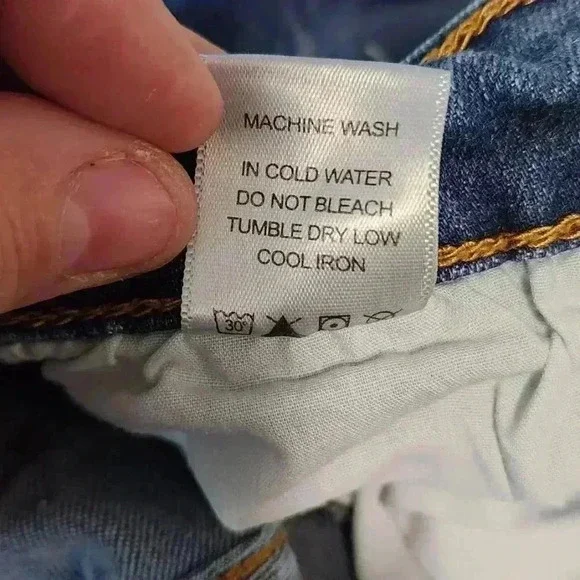 MACHINE WASH
IN COLD WATER
DO NOT BLEACH
TUMBLE DRY LOW
COOL IRON
30°